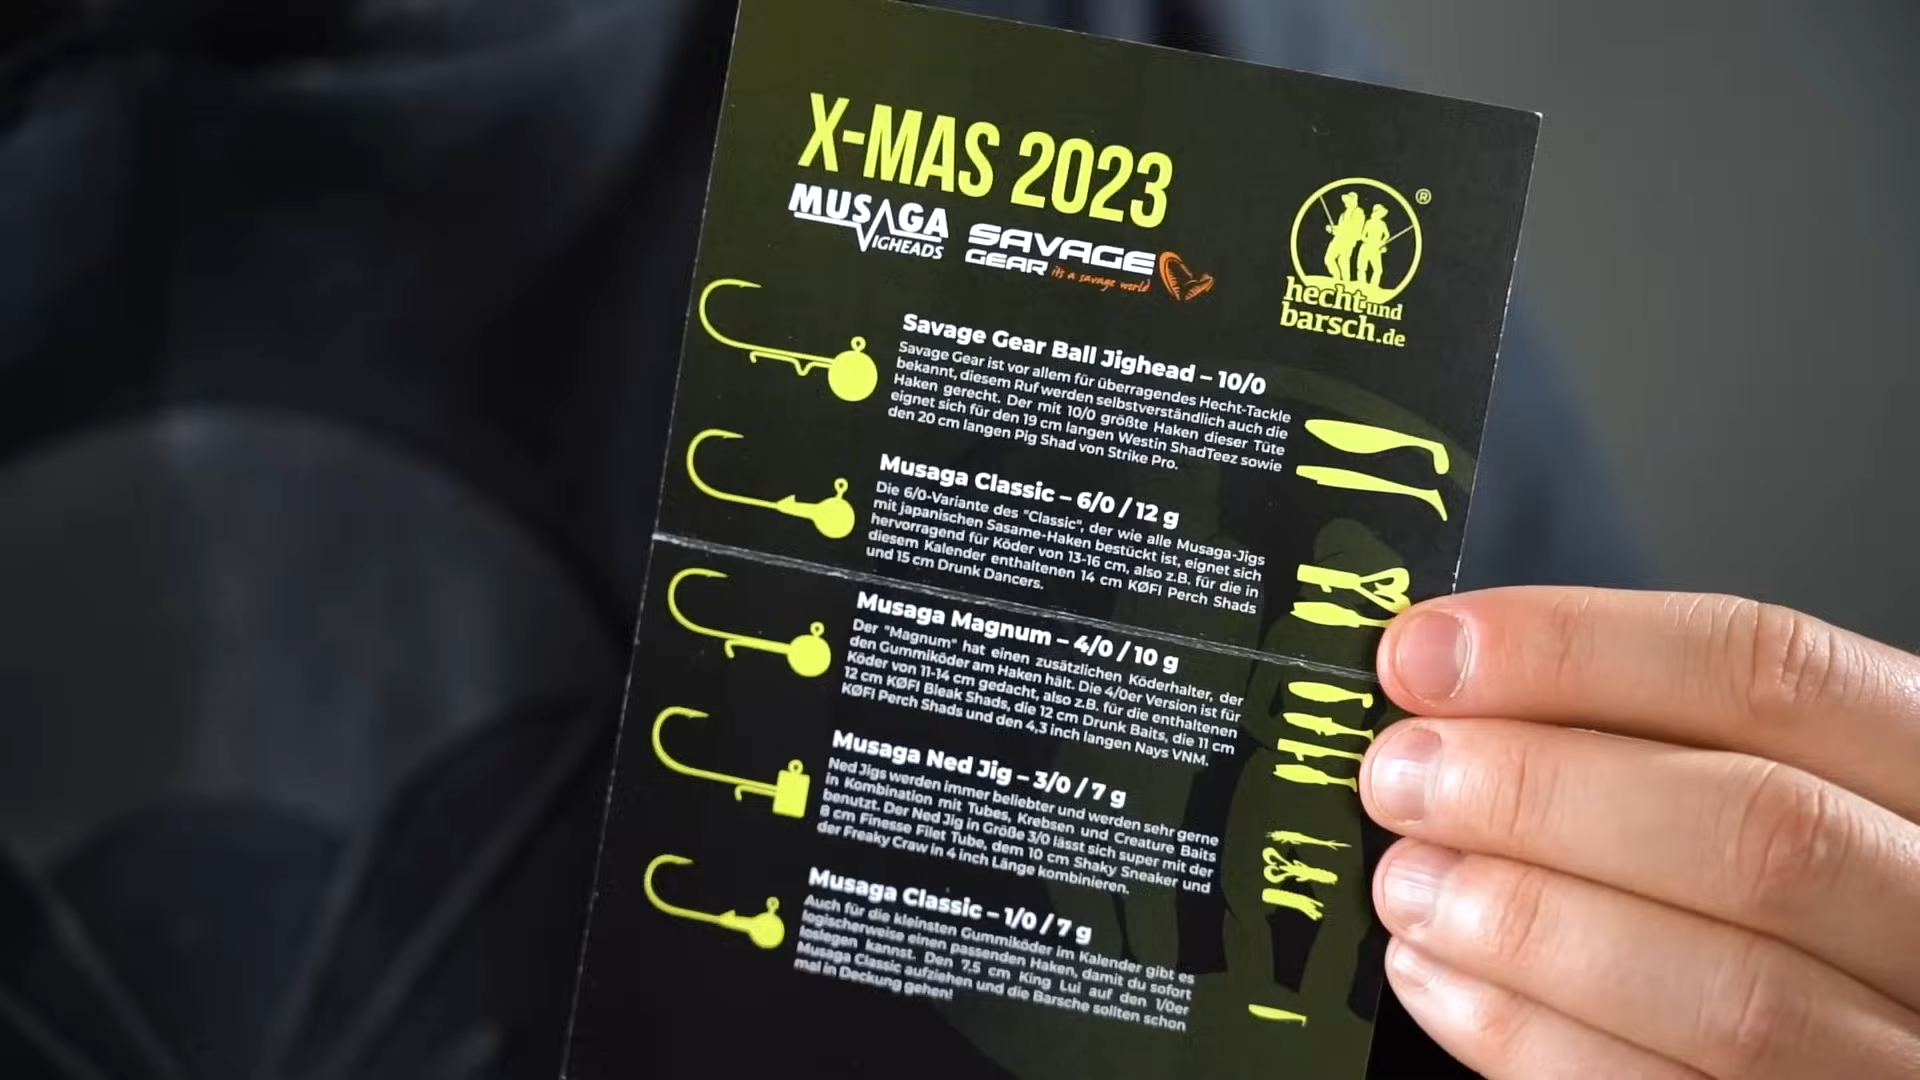 X-MAS 2023
MUSAGA
JIGHEADS
SAVAGE
GEAR it's a savage world
®
hecht und
barsch.de
Savage Gear Ball Jighead – 10/0
Savage Gear ist vor allem für überragendes Hecht-Tackle
bekannt, diesem Ruf werden selbstverständlich auch die
Haken gerecht. Der mit 10/0 größte Haken dieser Tüte
eignet sich für den 19 cm langen Westin ShadTeez sowie
den 20 cm langen Pig Shad von Strike Pro.
Musaga Classic – 6/0 / 12 g
Die 6/0-Variante des "Classic", der wie alle Musaga-Jigs
mit japanischen Sasame-Haken bestückt ist, eignet sich
hervorragend für Köder von 13-16 cm, also z.B. für die in
diesem Kalender enthaltenen 14 cm KØFI Perch Shads
und 15 cm Drunk Dancers.
Musaga Magnum – 4/0 / 10 g
Der "Magnum" hat einen zusätzlichen Köderhalter, der
den Gummiköder am Haken hält. Die 4/0er Version ist für
Köder von 11-14 cm gedacht, also z.B. für die enthaltenen
12 cm KØFI Bleak Shads, die 12 cm Drunk Baits, die 11 cm
KØFI Perch Shads und den 4,3 inch langen Nays VNM.
Musaga Ned Jig – 3/0 / 7 g
Ned Jigs werden immer beliebter und werden sehr gerne
in Kombination mit Tubes, Krebsen und Creature Baits
benutzt. Der Ned Jig in Größe 3/0 lässt sich super mit der
8 cm Finesse Filet Tube, dem 10 cm Shaky Sneaker und
der Freaky Craw in 4 inch Länge kombinieren.
Musaga Classic – 1/0 / 7 g
Auch für die kleinsten Gummiköder im Kalender gibt es
logischerweise einen passenden Haken, damit du sofort
loslegen kannst. Den 7,5 cm King Lui auf den 1/0er
Musaga Classic aufziehen und die Barsche sollten schon
mal in Deckung gehen!